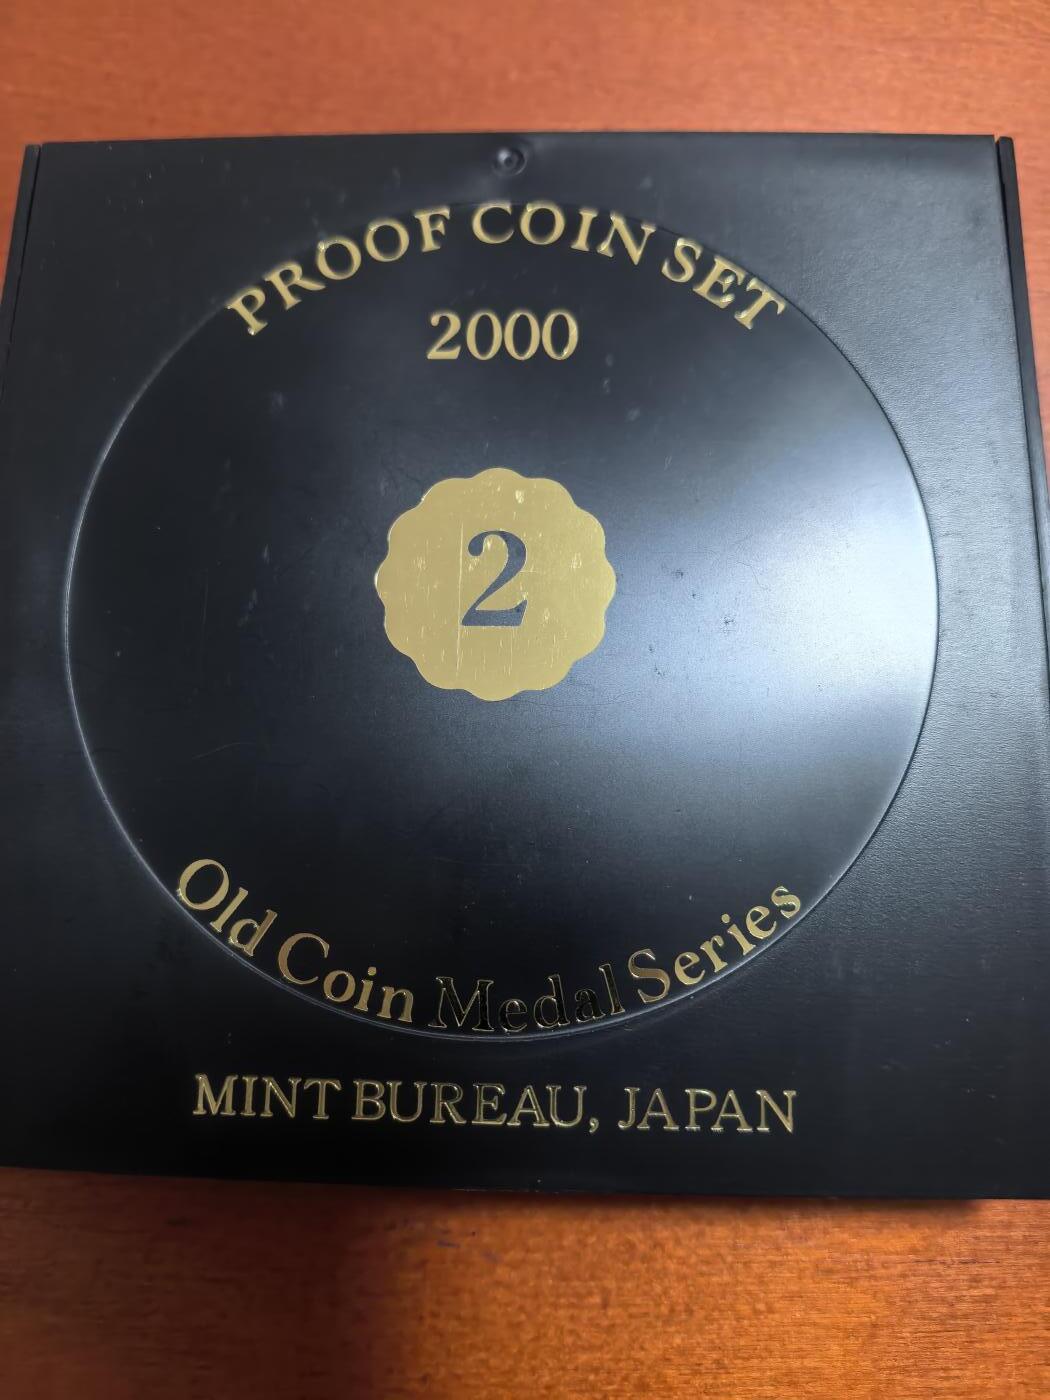 PROOF COIN SET
2000
2
Old Coin Medal Series
MINT BUREAU, JAPAN